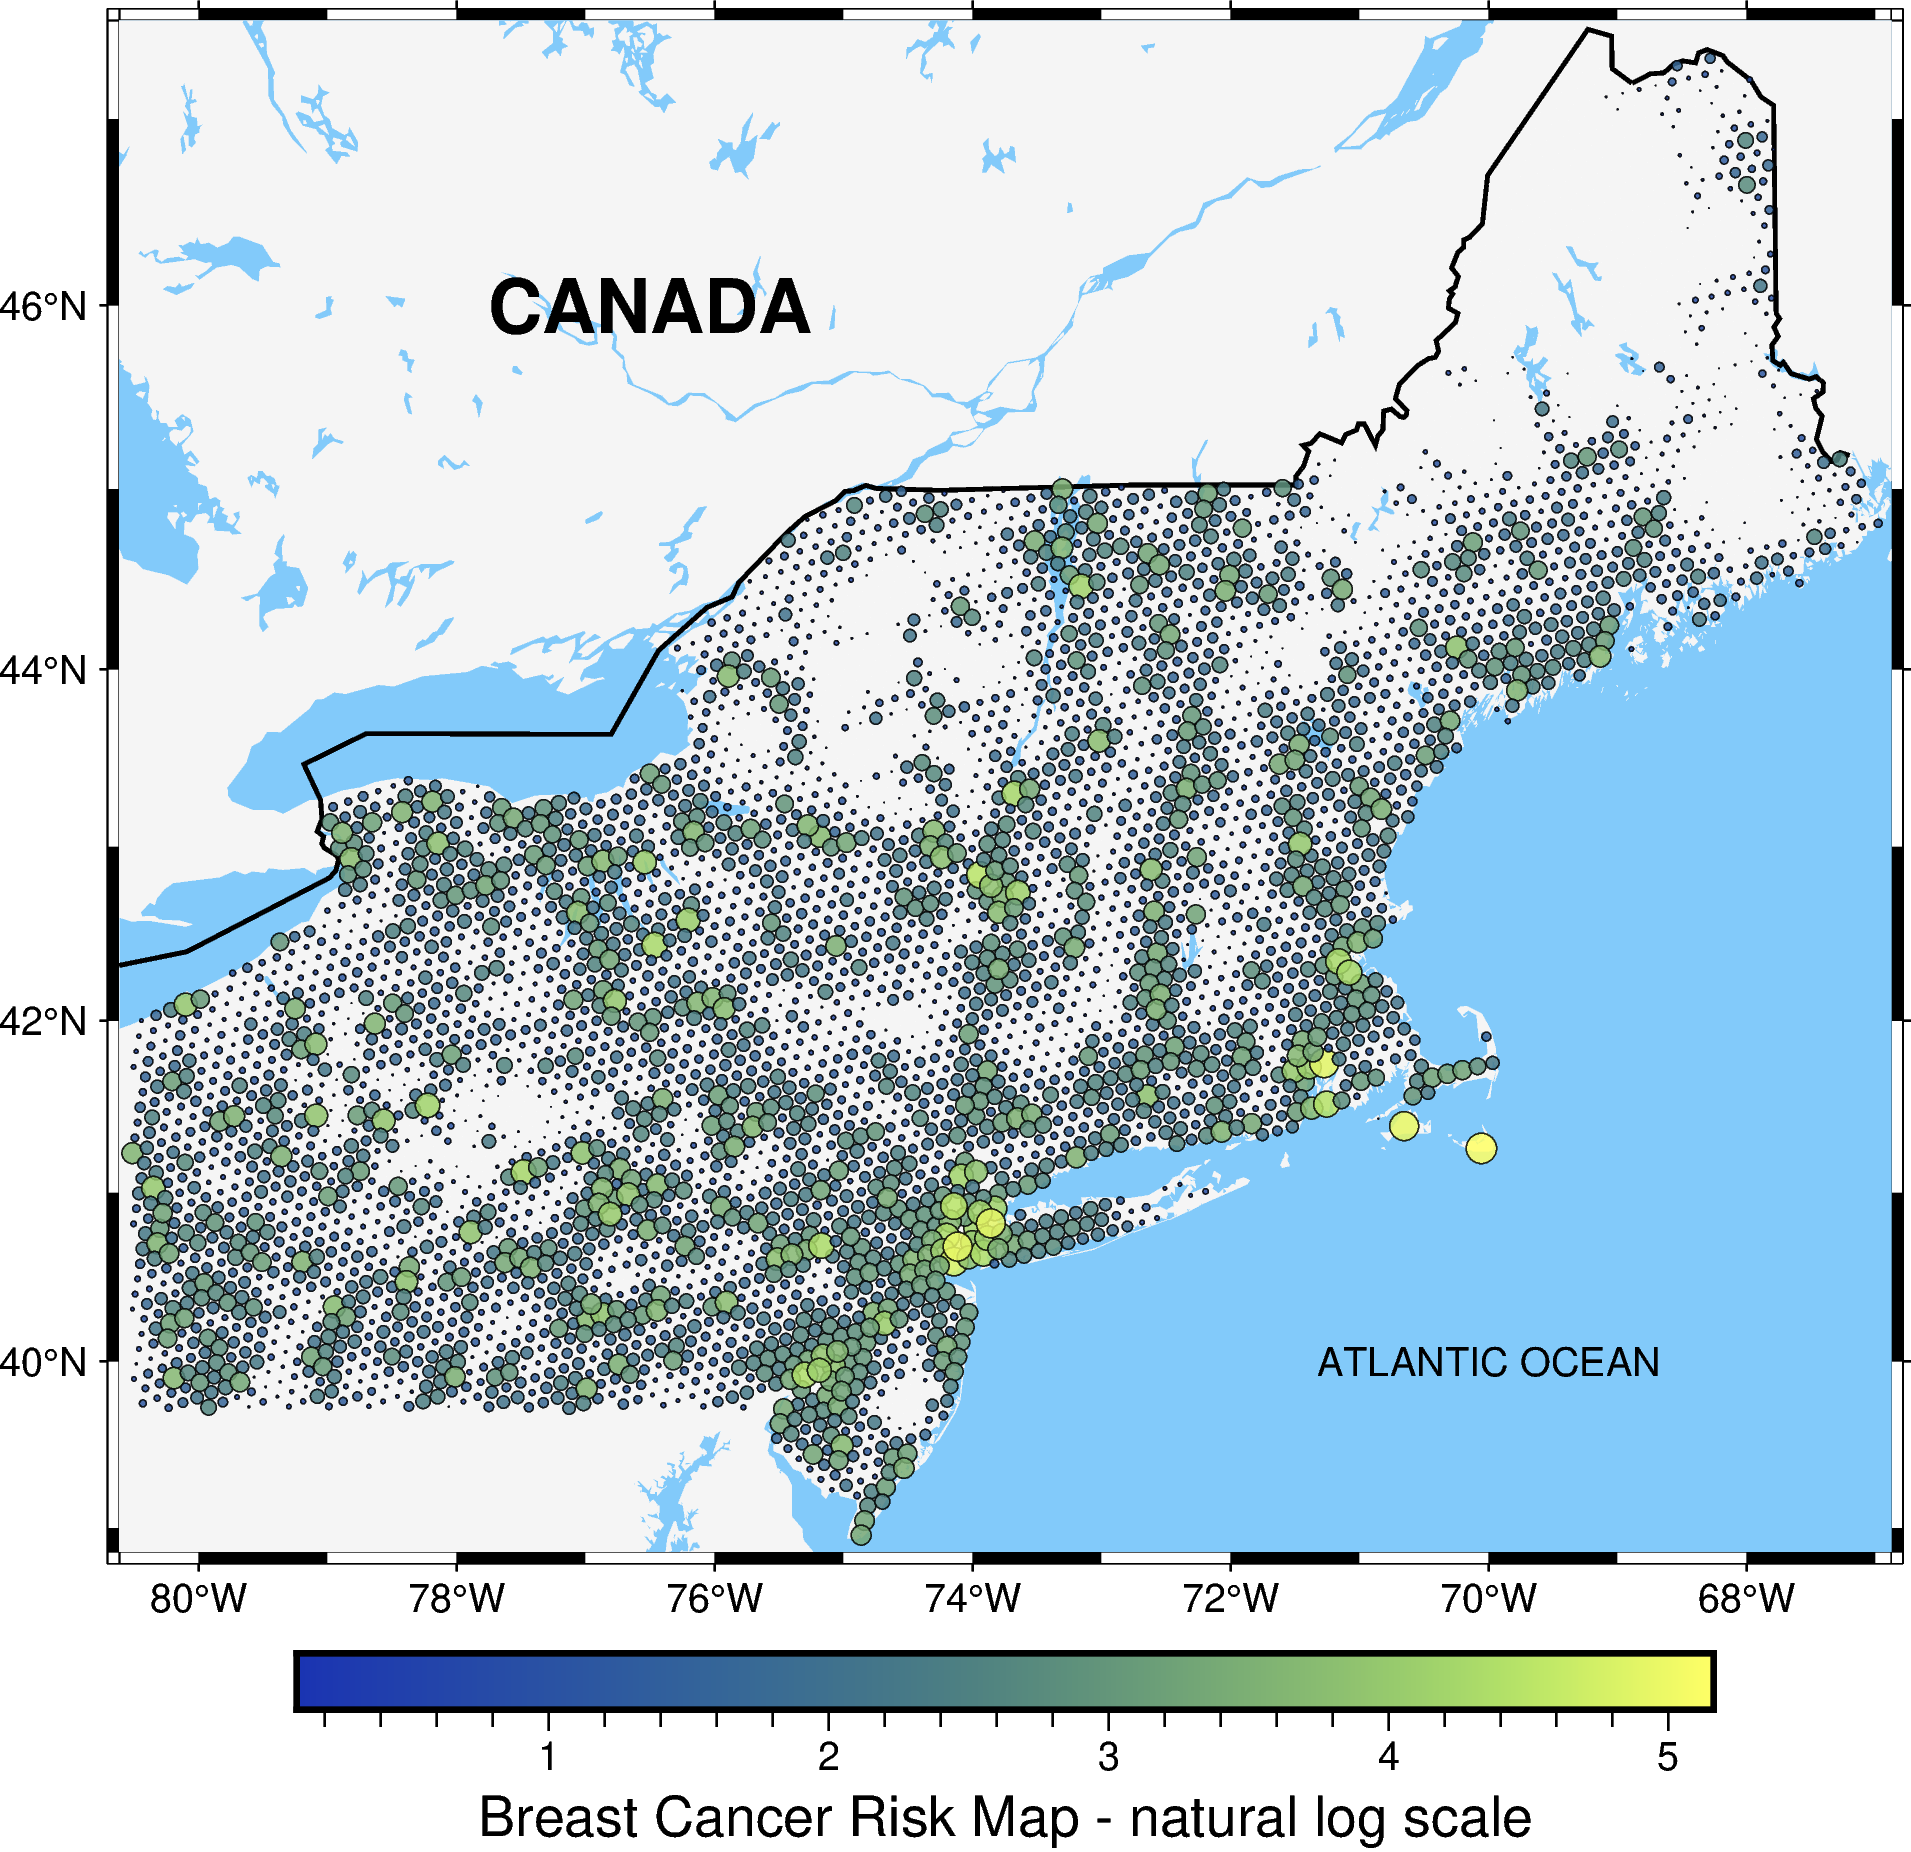 CANADA
46°N
44°N
42°N
40°N
ATLANTIC OCEAN
80°W 78°W 76°W 74°W 72°W 70°W 68°W
1 2 3 4 5
Breast Cancer Risk Map - natural log scale